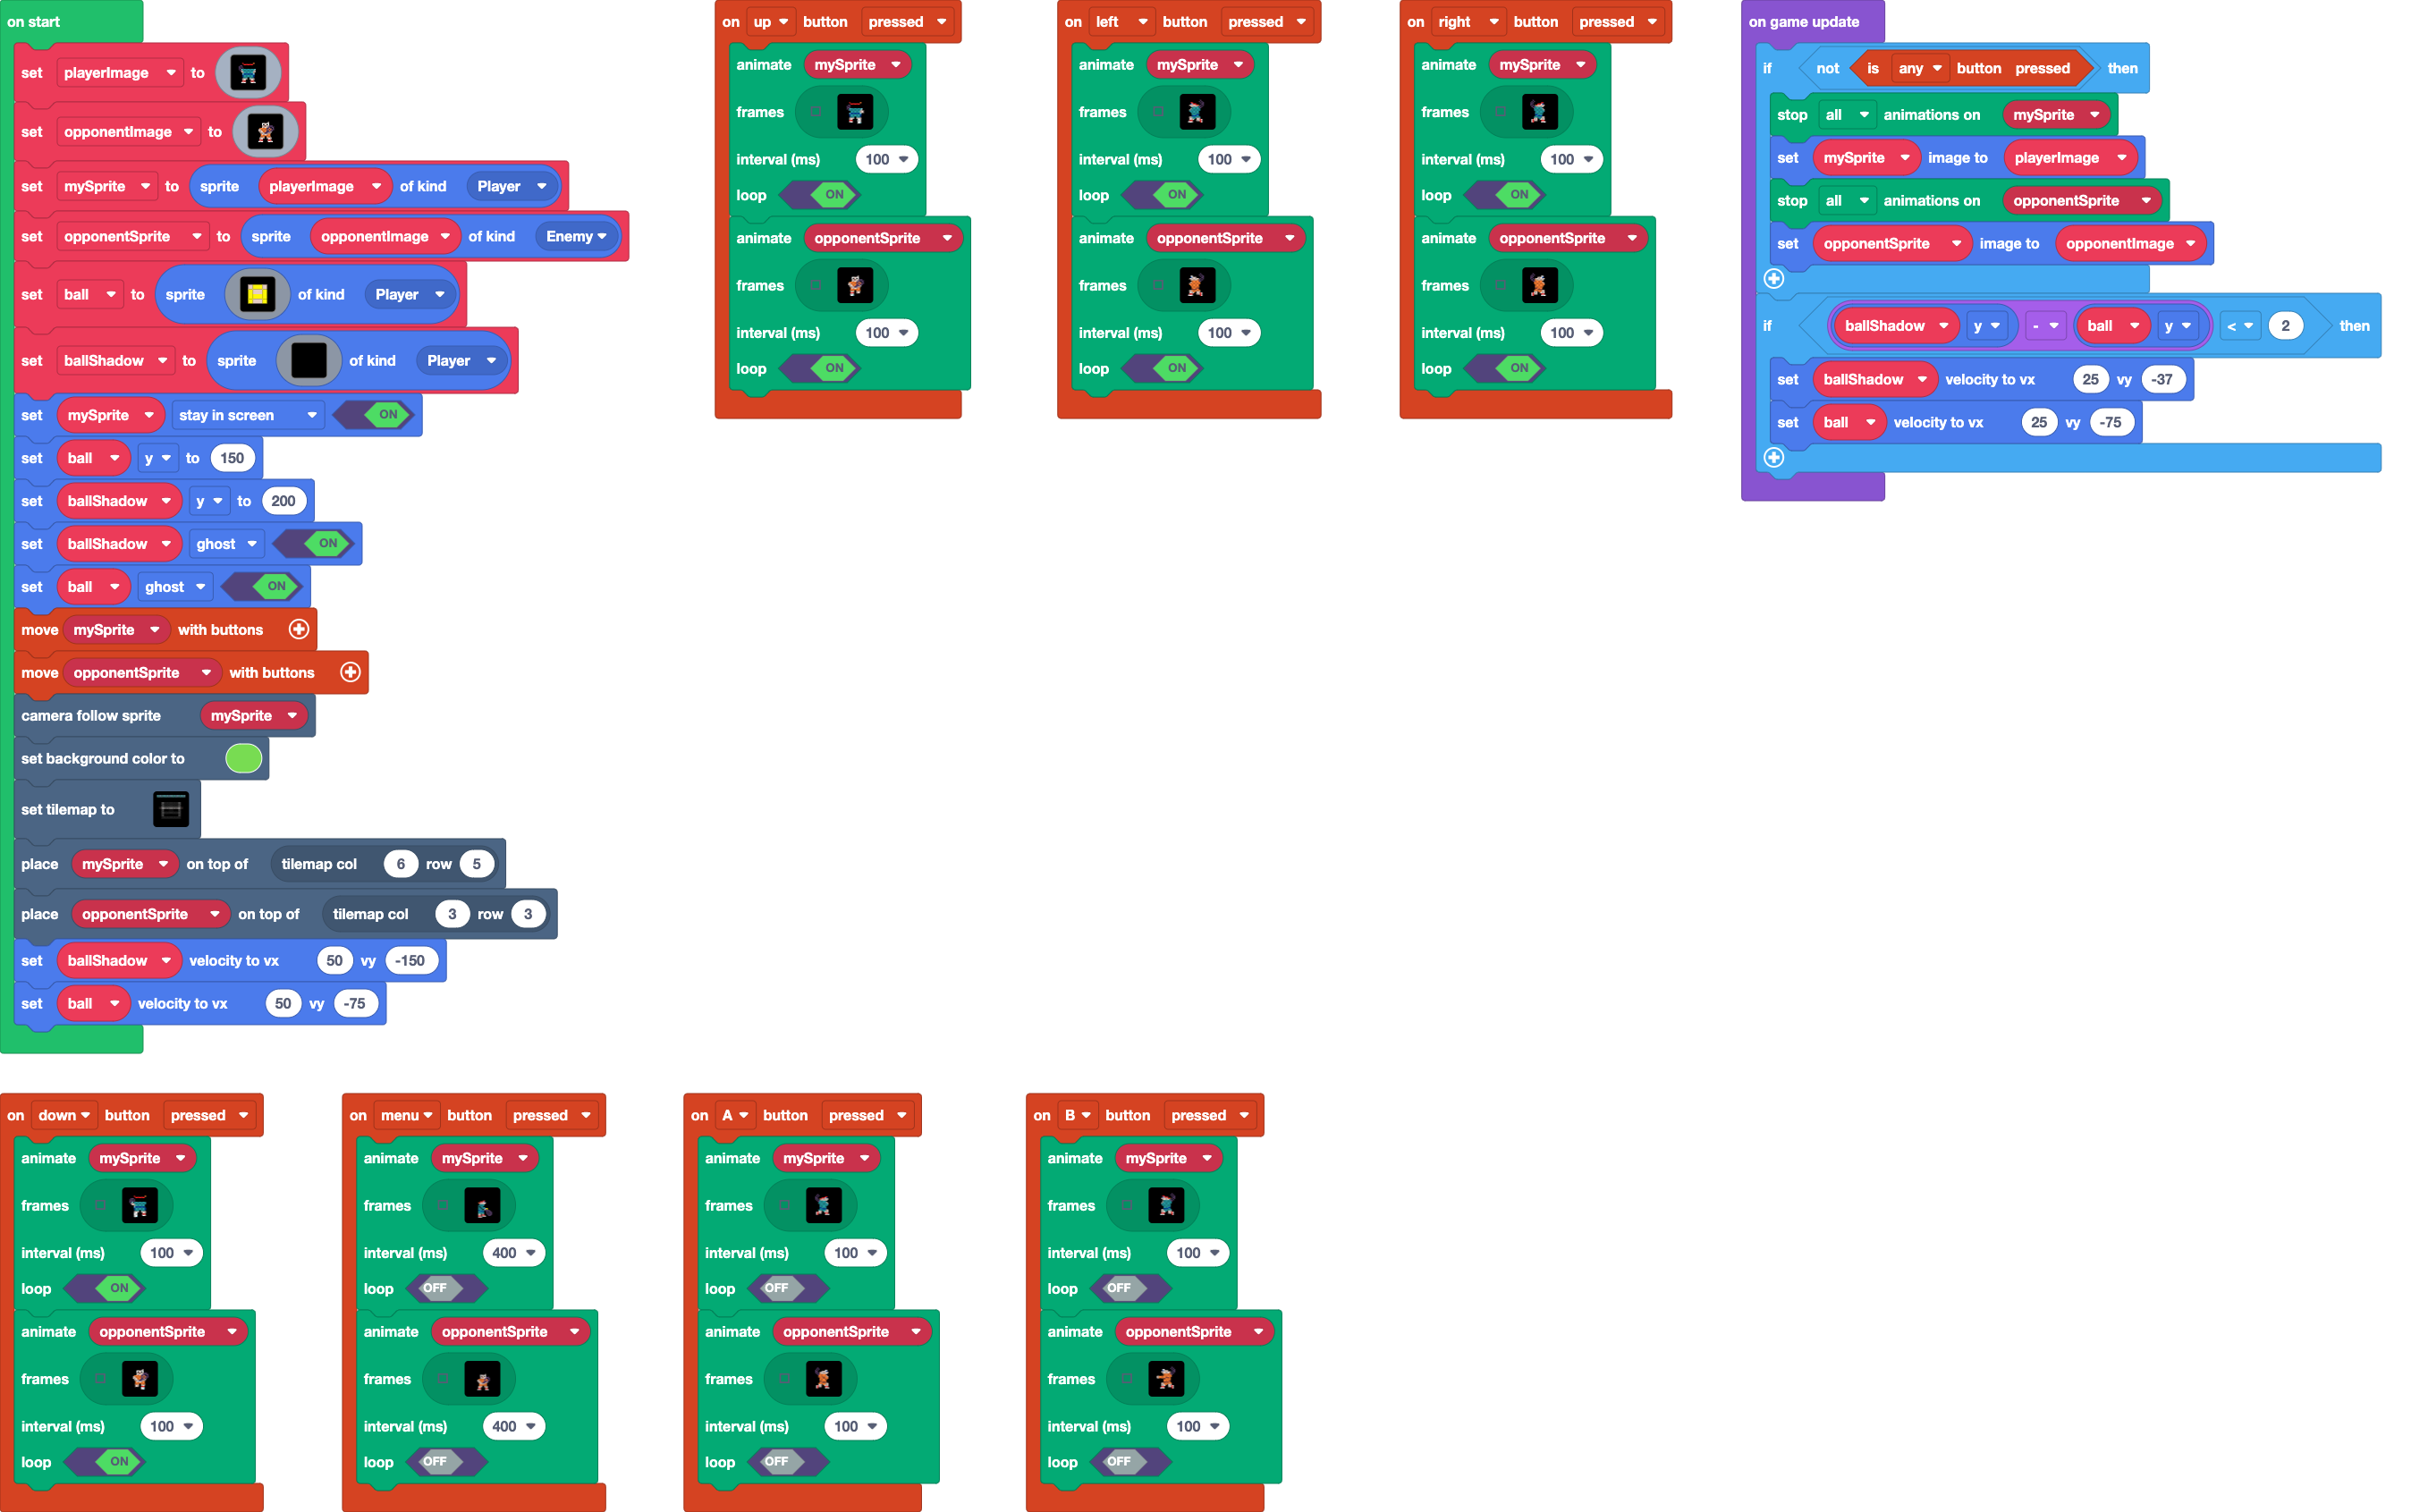 on start
set playerImage to
set opponentImage to
set mySprite to sprite playerImage of kind Player
set opponentSprite to sprite opponentImage of kind Enemy
set ball to sprite of kind Player
set ballShadow to sprite of kind Player
set mySprite stay in screen ON
set ball y to 150
set ballShadow y to 200
set ballShadow ghost ON
set ball ghost ON
move mySprite with buttons
move opponentSprite with buttons
camera follow sprite mySprite
set background color to
set tilemap to
place mySprite on top of tilemap col 6 row 5
place opponentSprite on top of tilemap col 3 row 3
set ballShadow velocity to vx 50 vy -150
set ball velocity to vx 50 vy -75
on up button pressed
animate mySprite
frames
interval (ms) 100
loop ON
animate opponentSprite
frames
interval (ms) 100
loop ON
on left button pressed
animate mySprite
frames
interval (ms) 100
loop ON
animate opponentSprite
frames
interval (ms) 100
loop ON
on right button pressed
animate mySprite
frames
interval (ms) 100
loop ON
animate opponentSprite
frames
interval (ms) 100
loop ON
on game update
if not is any button pressed then
stop all animations on mySprite
set mySprite image to playerImage
stop all animations on opponentSprite
set opponentSprite image to opponentImage
if ballShadow y - ball y < 2 then
set ballShadow velocity to vx 25 vy -37
set ball velocity to vx 25 vy -75
on down button pressed
animate mySprite
frames
interval (ms) 100
loop ON
animate opponentSprite
frames
interval (ms) 100
loop ON
on menu button pressed
animate mySprite
frames
interval (ms) 400
loop OFF
animate opponentSprite
frames
interval (ms) 400
loop OFF
on A button pressed
animate mySprite
frames
interval (ms) 100
loop OFF
animate opponentSprite
frames
interval (ms) 100
loop OFF
on B button pressed
animate mySprite
frames
interval (ms) 100
loop OFF
animate opponentSprite
frames
interval (ms) 100
loop OFF